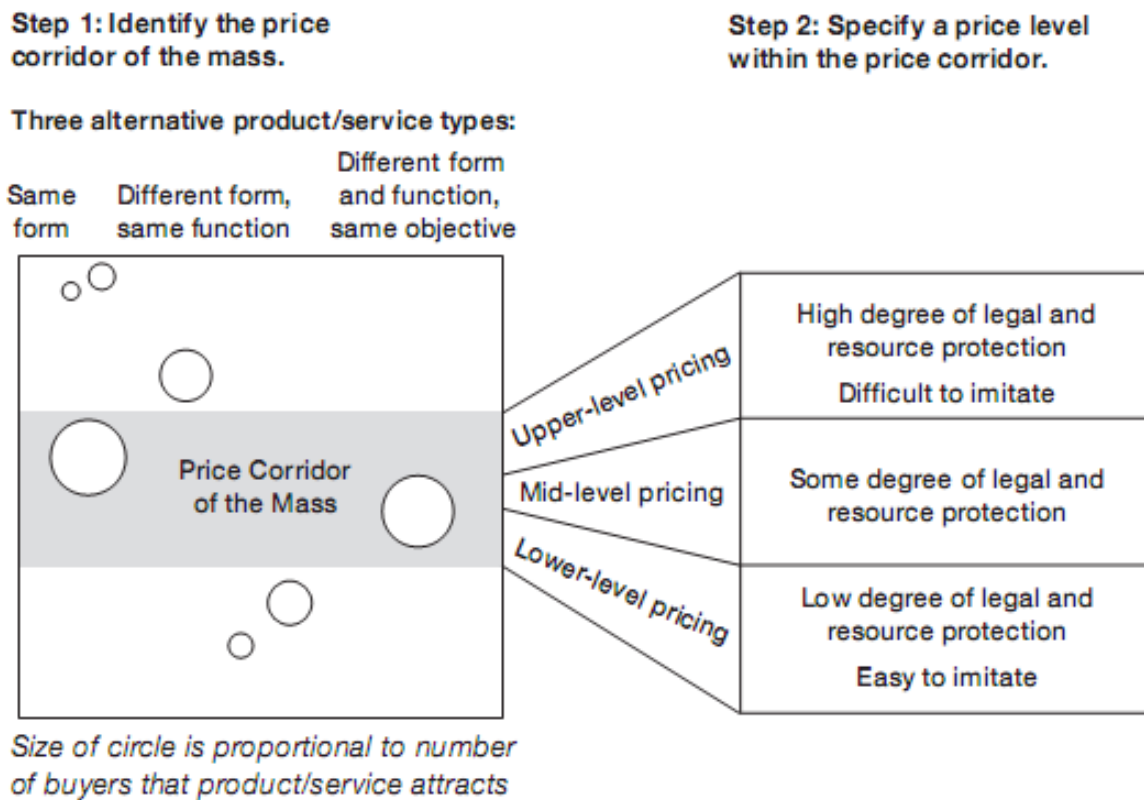 Step 1: Identify the price
corridor of the mass.
Step 2: Specify a price level
within the price corridor.
Three alternative product/service types:
Same
form
Different form,
same function
Different form
and function,
same objective
Price Corridor
of the Mass
Upper-level pricing
Mid-level pricing
Lower-level pricing
High degree of legal and
resource protection
Difficult to imitate
Some degree of legal and
resource protection
Low degree of legal and
resource protection
Easy to imitate
Size of circle is proportional to number
of buyers that product/service attracts